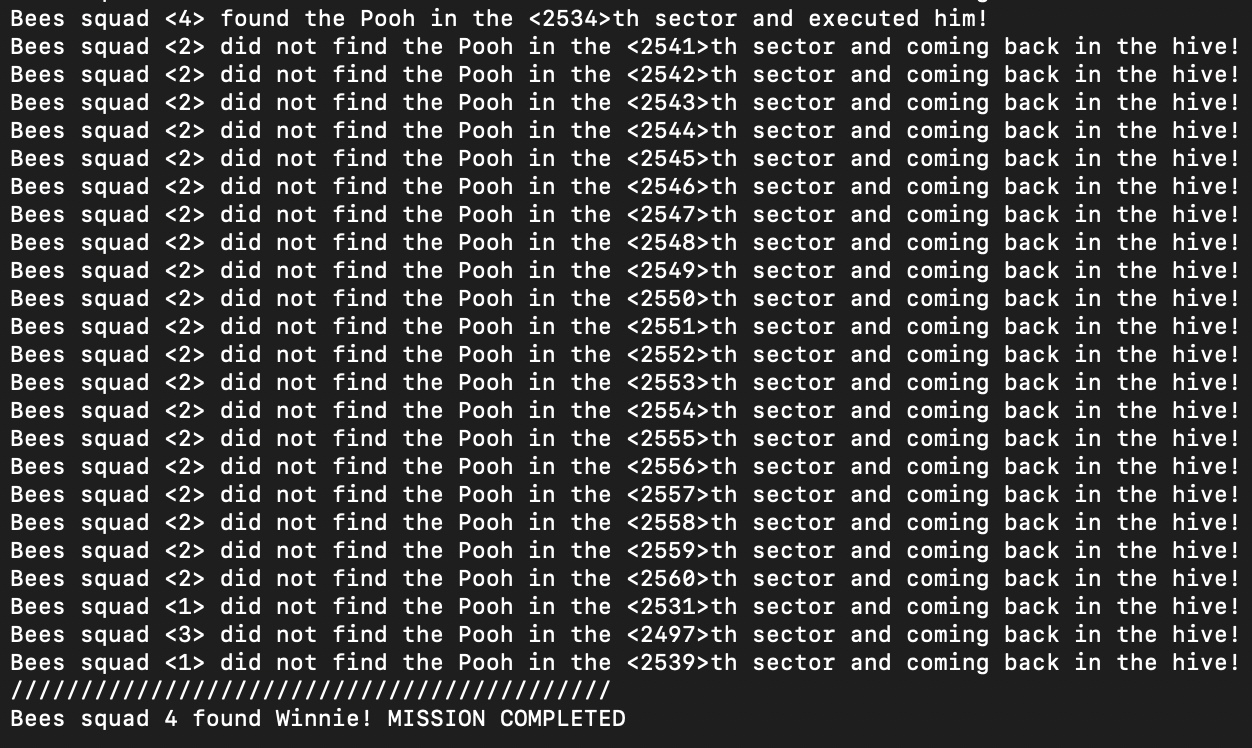 Bees squad <4> found the Pooh in the <2534>th sector and executed him!
Bees squad <2> did not find the Pooh in the <2541>th sector and coming back in the hive!
Bees squad <2> did not find the Pooh in the <2542>th sector and coming back in the hive!
Bees squad <2> did not find the Pooh in the <2543>th sector and coming back in the hive!
Bees squad <2> did not find the Pooh in the <2544>th sector and coming back in the hive!
Bees squad <2> did not find the Pooh in the <2545>th sector and coming back in the hive!
Bees squad <2> did not find the Pooh in the <2546>th sector and coming back in the hive!
Bees squad <2> did not find the Pooh in the <2547>th sector and coming back in the hive!
Bees squad <2> did not find the Pooh in the <2548>th sector and coming back in the hive!
Bees squad <2> did not find the Pooh in the <2549>th sector and coming back in the hive!
Bees squad <2> did not find the Pooh in the <2550>th sector and coming back in the hive!
Bees squad <2> did not find the Pooh in the <2551>th sector and coming back in the hive!
Bees squad <2> did not find the Pooh in the <2552>th sector and coming back in the hive!
Bees squad <2> did not find the Pooh in the <2553>th sector and coming back in the hive!
Bees squad <2> did not find the Pooh in the <2554>th sector and coming back in the hive!
Bees squad <2> did not find the Pooh in the <2555>th sector and coming back in the hive!
Bees squad <2> did not find the Pooh in the <2556>th sector and coming back in the hive!
Bees squad <2> did not find the Pooh in the <2557>th sector and coming back in the hive!
Bees squad <2> did not find the Pooh in the <2558>th sector and coming back in the hive!
Bees squad <2> did not find the Pooh in the <2559>th sector and coming back in the hive!
Bees squad <2> did not find the Pooh in the <2560>th sector and coming back in the hive!
Bees squad <1> did not find the Pooh in the <2531>th sector and coming back in the hive!
Bees squad <3> did not find the Pooh in the <2497>th sector and coming back in the hive!
Bees squad <1> did not find the Pooh in the <2539>th sector and coming back in the hive!
///////////////////////////////////////////
Bees squad 4 found Winnie! MISSION COMPLETED